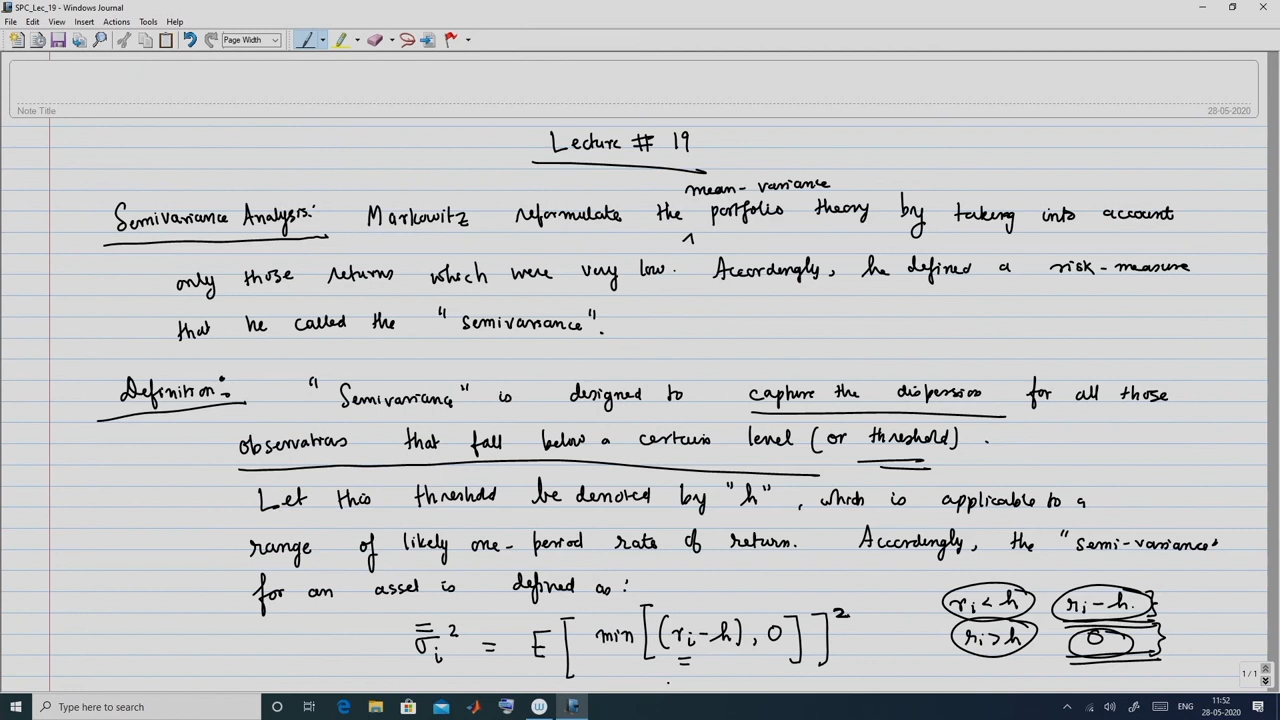 SPC_Lec_19 - Windows Journal
File Edit View Insert Actions Tools Help
Page Width
Note Title
28-05-2020
Lecture # 19
mean-variance
Semivariance Analysis: Markowitz reformulate the ^ portfolio theory by taking into account
only those returns which were very low. Accordingly, he defined a risk-measure
that he called the "semivariance".
Definition: "Semivariance" is designed to capture the dispersion for all those
observations that fall below a certain level (or threshold).
Let this threshold be denoted by "h", which is applicable to a
range of likely one-period rate of return. Accordingly, the "semi-variance"
for an asset is defined as:
r_i < h r_i - h.
σ̿_i² = E[ min[(r_i - h), 0] ]²
r_i > h 0
1/1
Type here to search
ENG
11:52
28-05-2020